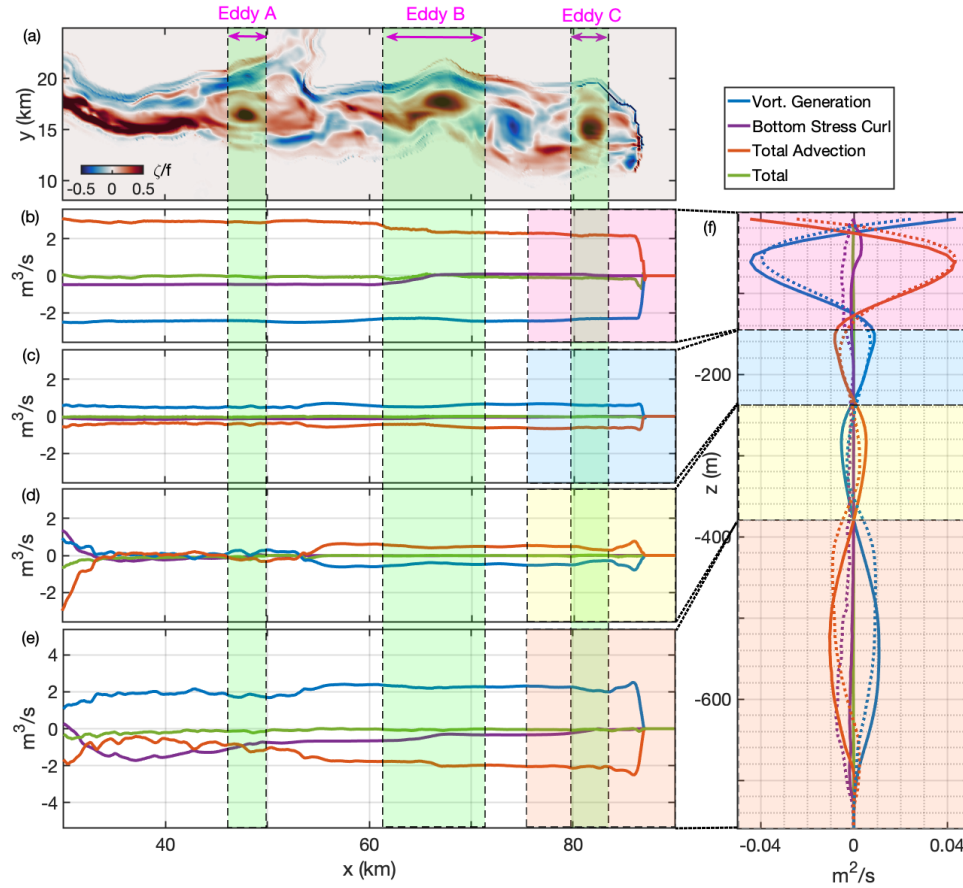 Eddy A
Eddy B
Eddy C
(a)
y (km)
20
15
10
ζ/f
-0.5 0 0.5
Vort. Generation
Bottom Stress Curl
Total Advection
Total
(b)
m³/s
2
0
-2
(c)
m³/s
2
0
-2
(d)
m³/s
2
0
-2
(e)
m³/s
4
2
0
-2
-4
40 60 80
x (km)
(f)
z (m)
-200
-400
-600
-0.04 0 0.04
m²/s